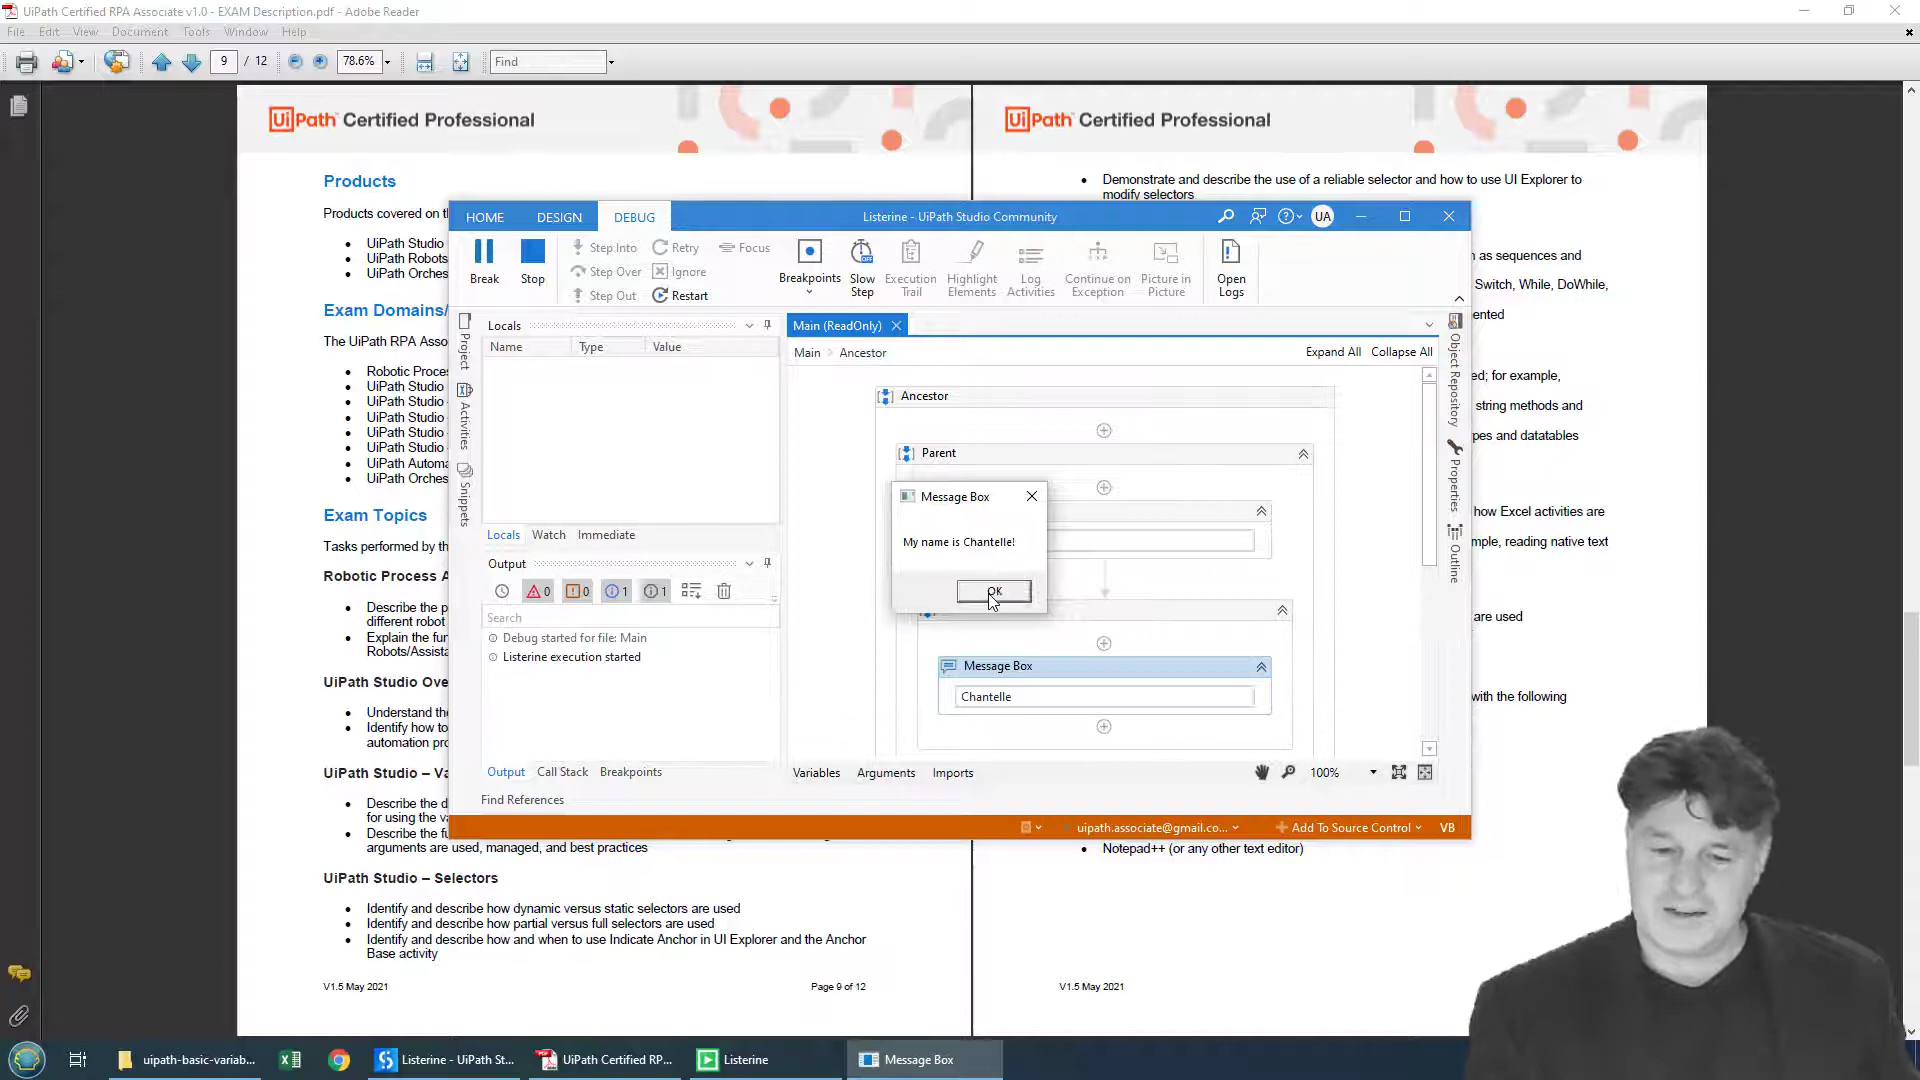 UiPath Certified RPA Associate v1.0 - EXAM Description.pdf - Adobe Reader
File Edit View Document Tools Window Help
9 / 12 78.6% Find
UiPath Certified Professional
UiPath Certified Professional
Products
Products covered on t
UiPath Studio
UiPath Robots
UiPath Orches
Exam Domains/
The UiPath RPA Asso
Robotic Proces
UiPath Studio
UiPath Studio
UiPath Studio
UiPath Studio
UiPath Studio
UiPath Automa
UiPath Orches
Exam Topics
Tasks performed by th
Robotic Process A
Describe the p
different robot
Explain the fun
Robots/Assista
UiPath Studio Ove
Understand the
Identify how to
automation pro
UiPath Studio – Va
Describe the d
for using the va
Describe the fu
arguments are used, managed, and best practices
UiPath Studio – Selectors
Identify and describe how dynamic versus static selectors are used
Identify and describe how partial versus full selectors are used
Identify and describe how and when to use Indicate Anchor in UI Explorer and the Anchor
Base activity
V1.5 May 2021 Page 9 of 12
Demonstrate and describe the use of a reliable selector and how to use UI Explorer to
modify selectors
n as sequences and
Switch, While, DoWhile,
ented
ed; for example,
string methods and
pes and datatables
how Excel activities are
mple, reading native text
are used
with the following
Notepad++ (or any other text editor)
V1.5 May 2021
HOME DESIGN DEBUG Listerine - UiPath Studio Community UA
Break
Stop
Step Into
Step Over
Step Out
Retry
Ignore
Restart
Focus
Breakpoints
Slow Step
Execution Trail
Highlight Elements
Log Activities
Continue on Exception
Picture in Picture
Open Logs
Project
Activities
Snippets
Locals
Name Type Value
Locals Watch Immediate
Output
0 0 1 1
Search
Debug started for file: Main
Listerine execution started
Output Call Stack Breakpoints
Find References
Main (ReadOnly)
Main Ancestor Expand All Collapse All
Ancestor
Parent
Message Box
My name is Chantelle!
OK
Message Box
Chantelle
Variables Arguments Imports 100%
Object Repository
Properties
Outline
uipath.associate@gmail.co... Add To Source Control VB
uipath-basic-variab...
Listerine - UiPath St...
UiPath Certified RP...
Listerine
Message Box